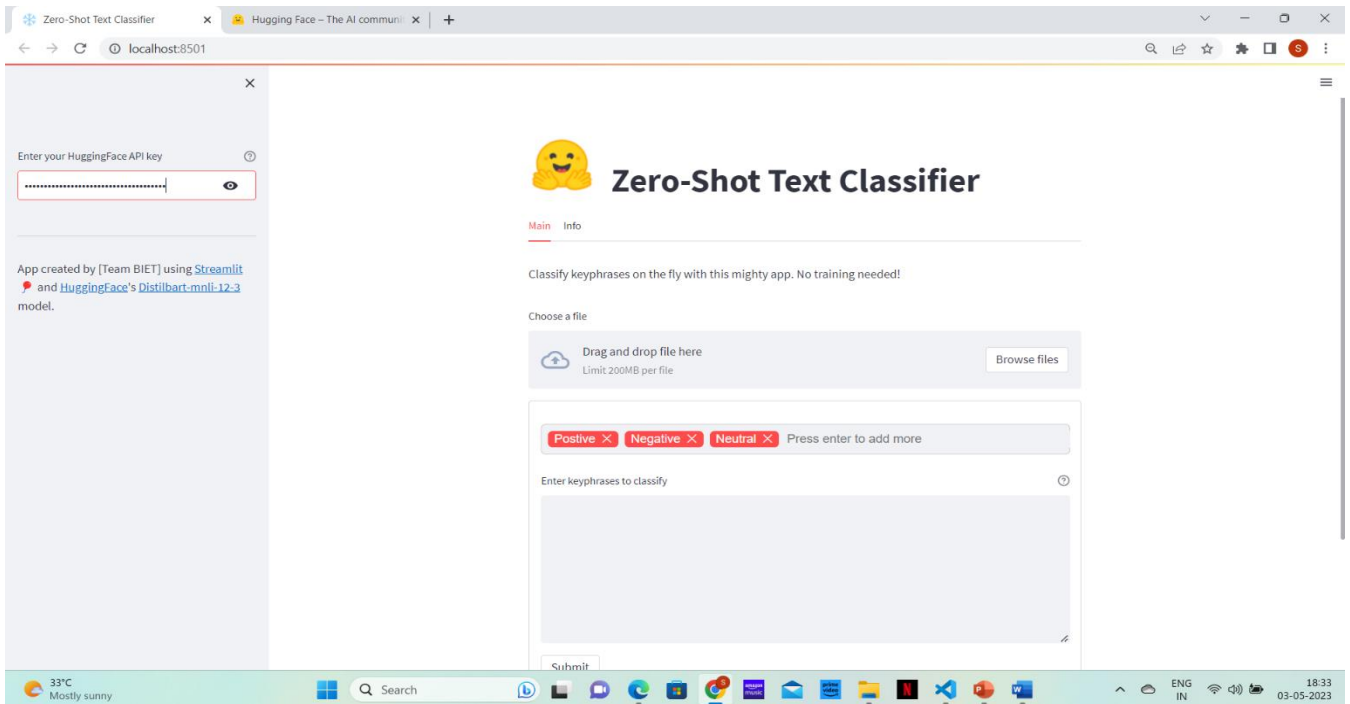 Zero-Shot Text Classifier
Hugging Face – The AI communi
localhost:8501
S
Enter your HuggingFace API key
App created by [Team BIET] using Streamlit
and HuggingFace's Distilbart-mnli-12-3
model.
Zero-Shot Text Classifier
Main Info
Classify keyphrases on the fly with this mighty app. No training needed!
Choose a file
Drag and drop file here
Limit 200MB per file
Browse files
Postive Negative Neutral Press enter to add more
Enter keyphrases to classify
Submit
33°C
Mostly sunny
Search
amazon music
prime video
ENG
IN
18:33
03-05-2023